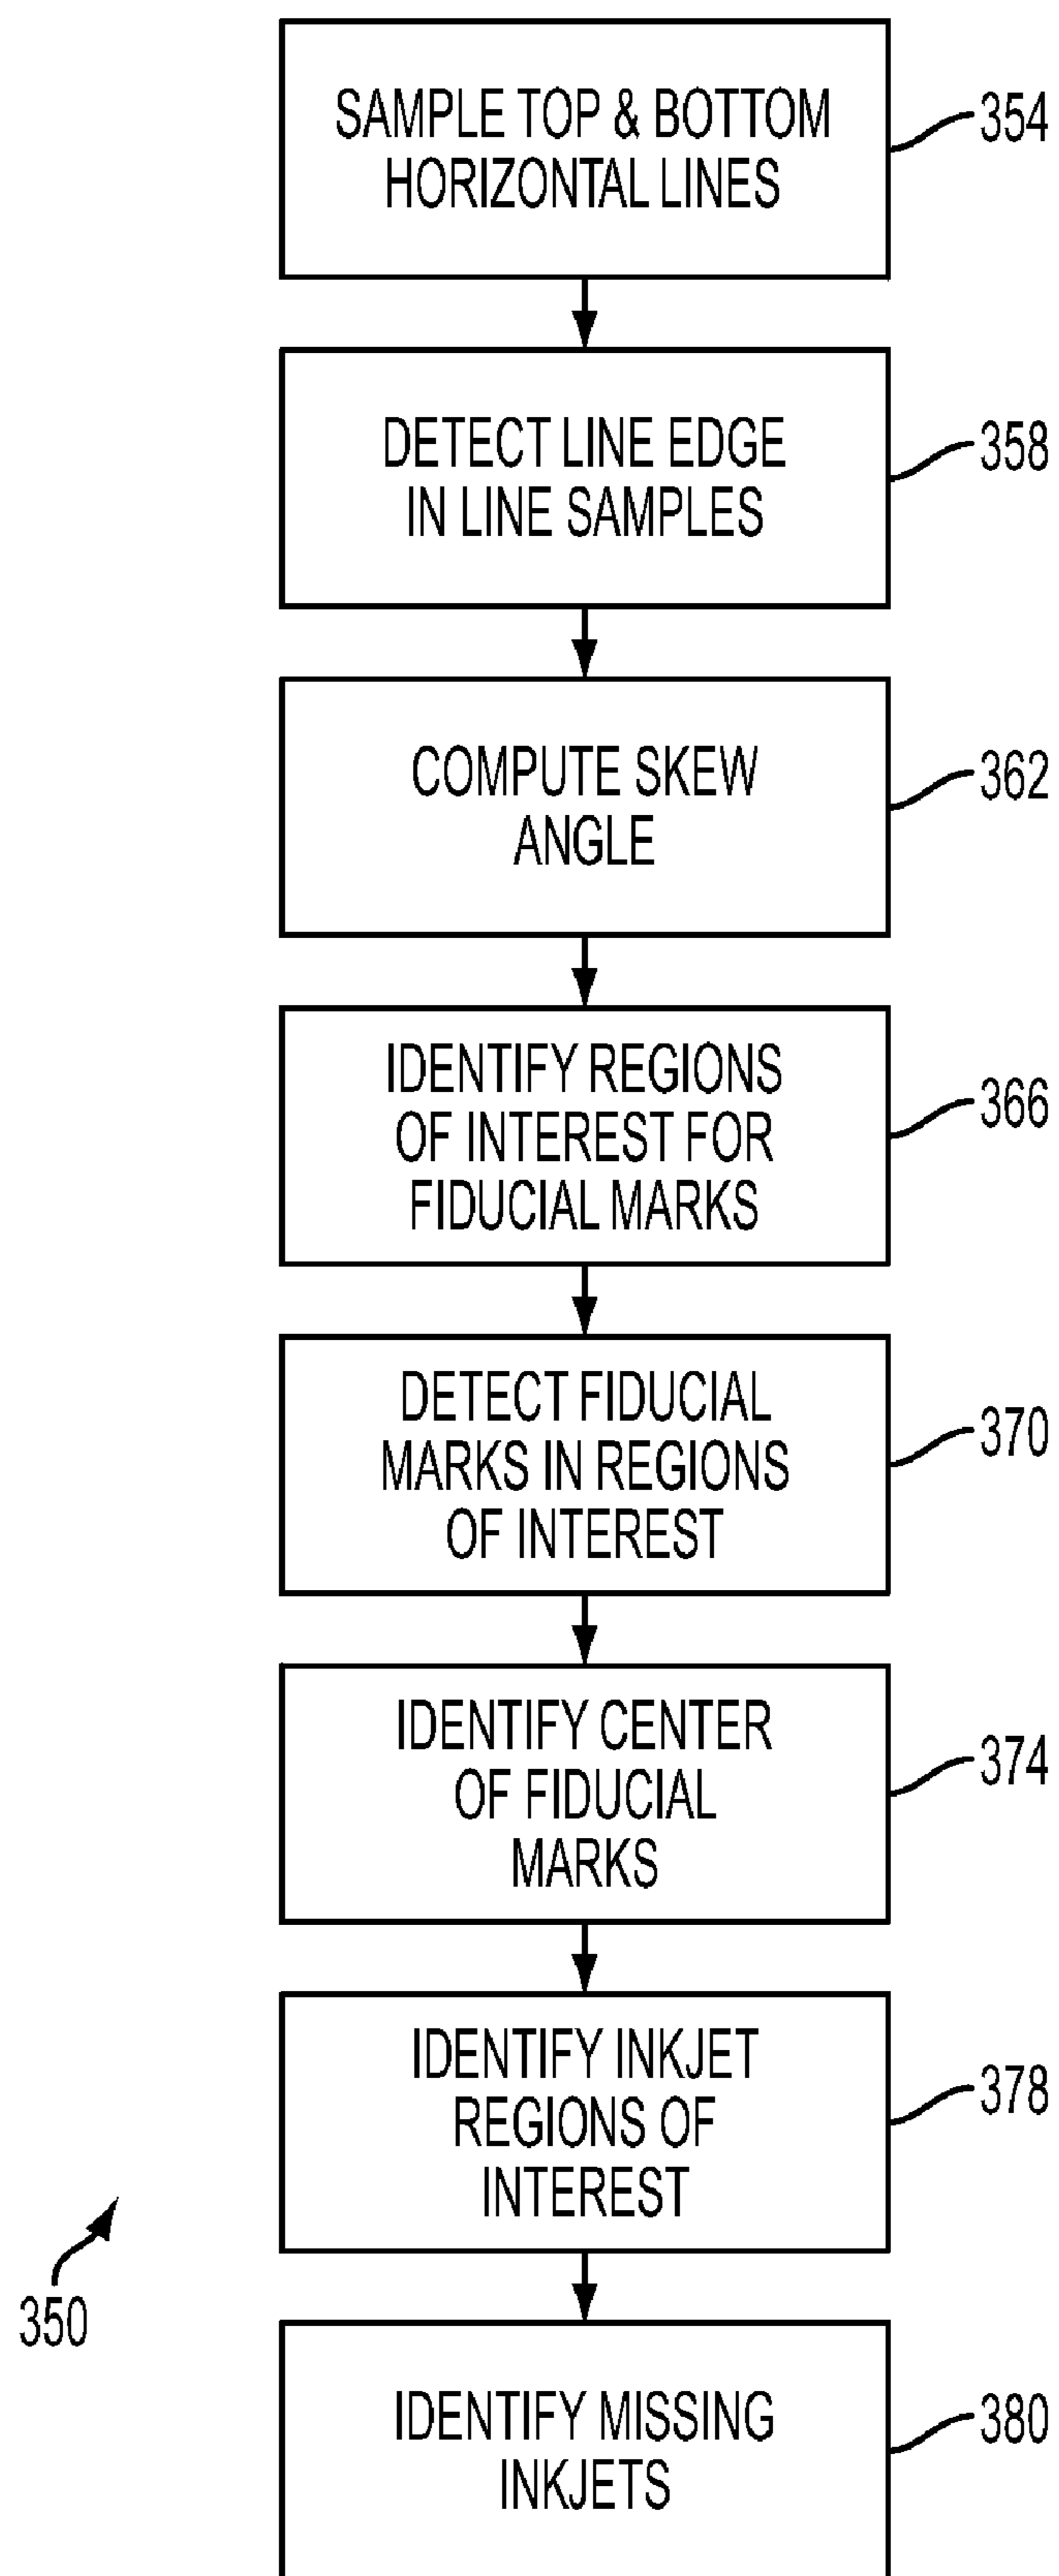 SAMPLE TOP & BOTTOM
HORIZONTAL LINES
354
DETECT LINE EDGE
IN LINE SAMPLES
358
COMPUTE SKEW
ANGLE
362
IDENTIFY REGIONS
OF INTEREST FOR
FIDUCIAL MARKS
366
DETECT FIDUCIAL
MARKS IN REGIONS
OF INTEREST
370
IDENTIFY CENTER
OF FIDUCIAL
MARKS
374
IDENTIFY INKJET
REGIONS OF
INTEREST
378
350
IDENTIFY MISSING
INKJETS
380